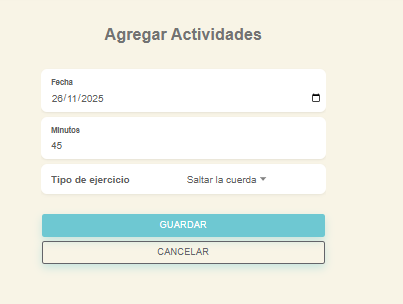 Agregar Actividades
Fecha
26/11/2025
Minutos
45
Tipo de ejercicio Saltar la cuerda
GUARDAR
CANCELAR